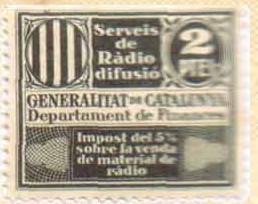 Serveis
de
Ràdio
difusió
2
GENERALITAT DE CATALUNYA
Departament de Finances
Impost del 5%
sobre la venda
de material de
ràdio